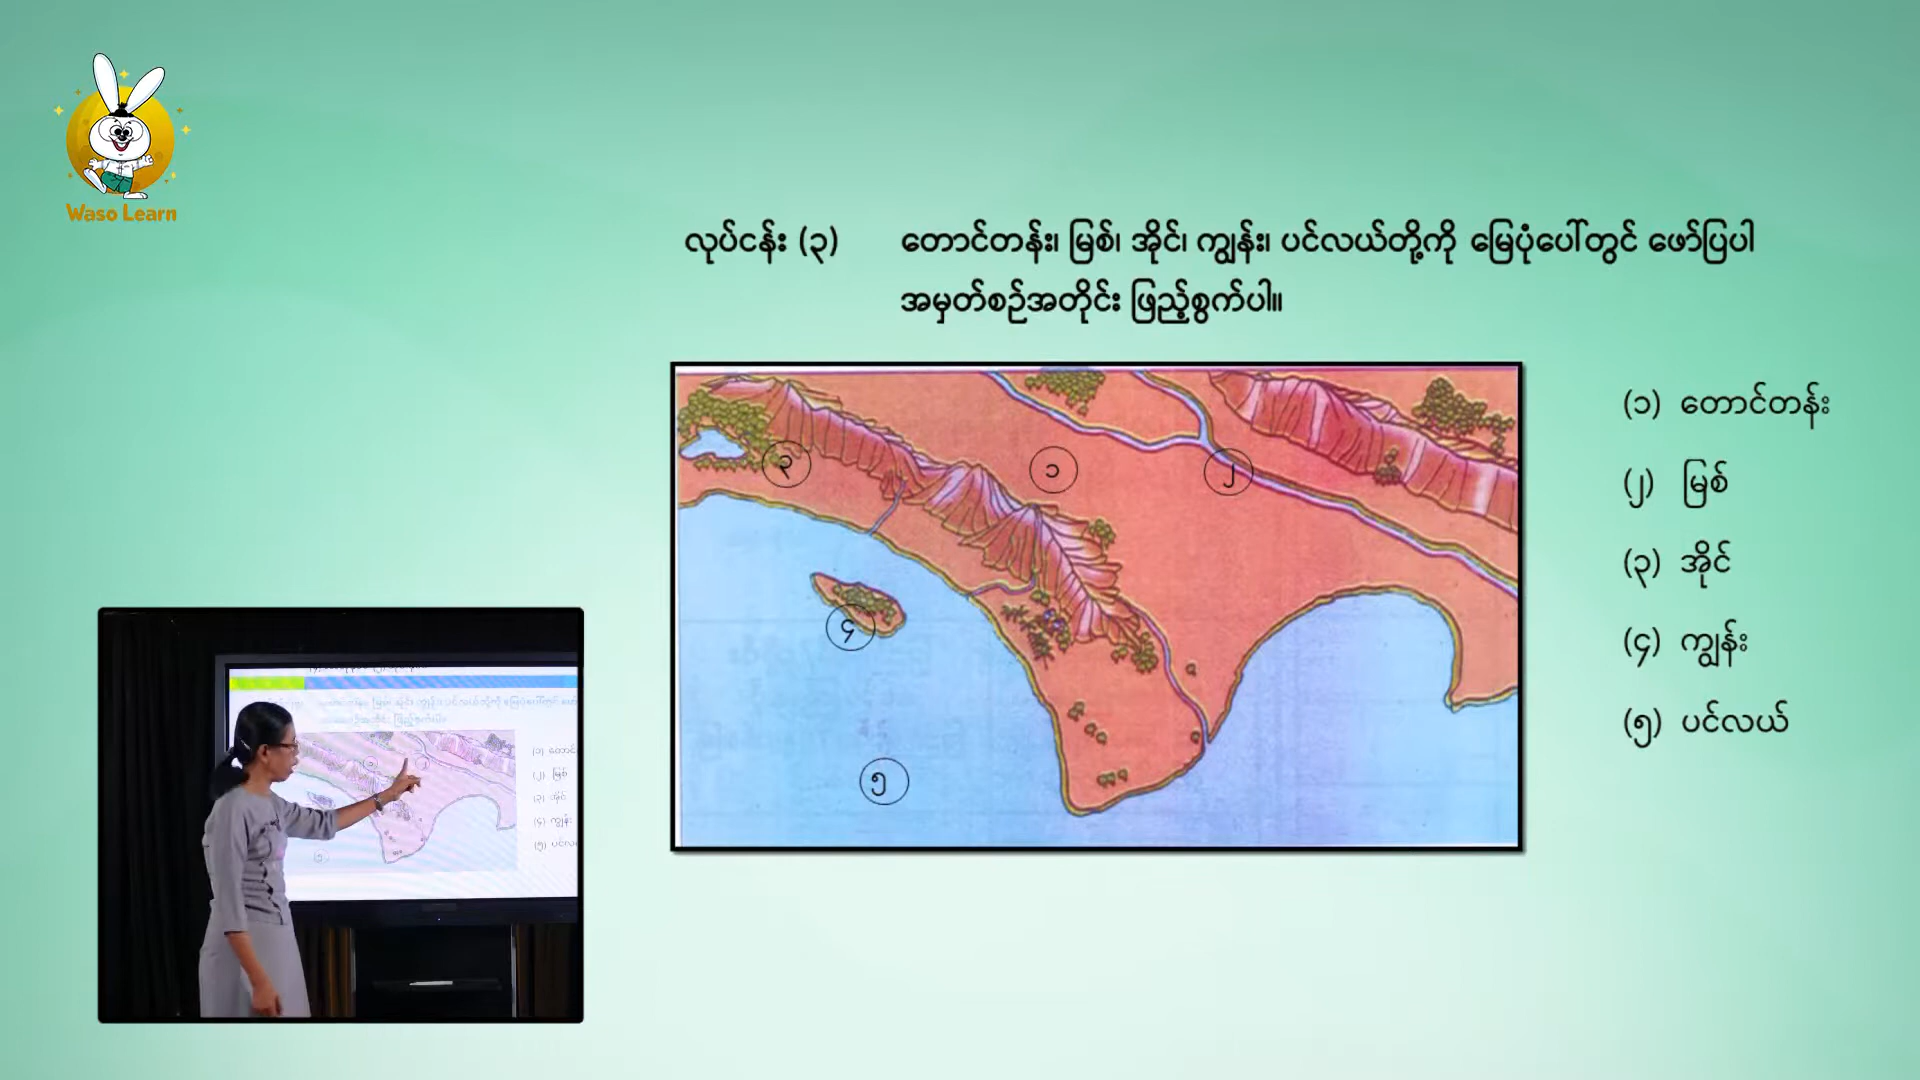 Waso Learn
လုပ်ငန်း (၃) တောင်တန်း၊ မြစ်၊ အိုင်၊ ကျွန်း၊ ပင်လယ်တို့ကို မြေပုံပေါ်တွင် ဖော်ပြပါ
အမှတ်စဉ်အတိုင်း ဖြည့်စွက်ပါ။
(၁) တောင်တန်း
(၂) မြစ်
(၃) အိုင်
(၄) ကျွန်း
(၅) ပင်လယ်
၃
၁
၂
၄
၅